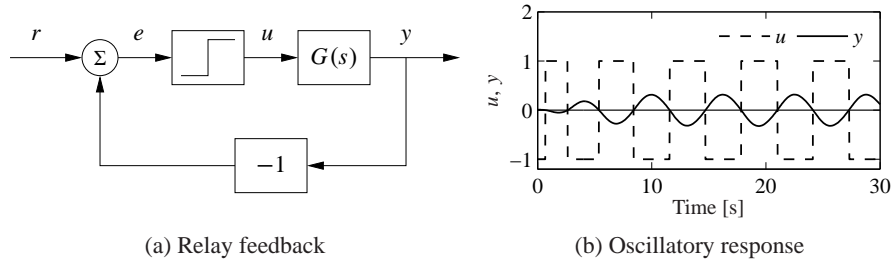 r
Σ
e
u
G(s)
y
−1
(a) Relay feedback
2
1
0
−1
u, y
u
y
0
10
20
30
Time [s]
(b) Oscillatory response